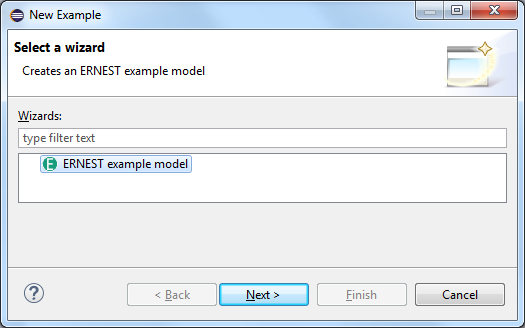 New Example
Select a wizard
Creates an ERNEST example model
Wizards:
type filter text
E ERNEST example model
?
< Back
Next >
Finish
Cancel